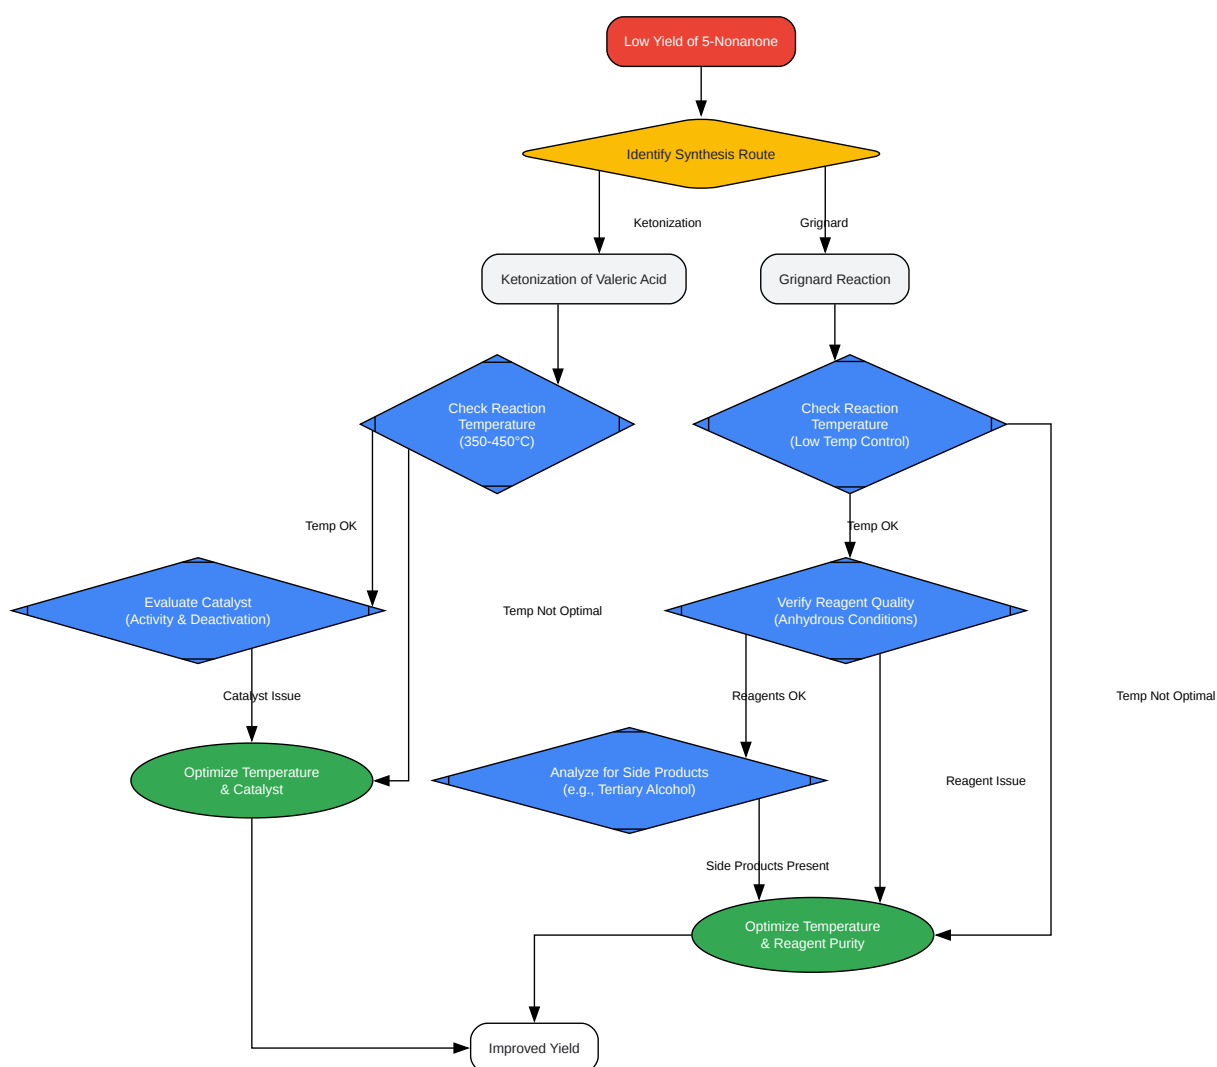 Low Yield of 5-Nonanone
Identify Synthesis Route
Ketonization
Grignard
Ketonization of Valeric Acid
Grignard Reaction
Check Reaction
Temperature
(350-450°C)
Check Reaction
Temperature
(Low Temp Control)
Temp OK
Temp OK
Evaluate Catalyst
(Activity & Deactivation)
Temp Not Optimal
Verify Reagent Quality
(Anhydrous Conditions)
Catalyst Issue
Reagents OK
Temp Not Optimal
Optimize Temperature
& Catalyst
Analyze for Side Products
(e.g., Tertiary Alcohol)
Reagent Issue
Side Products Present
Optimize Temperature
& Reagent Purity
Improved Yield